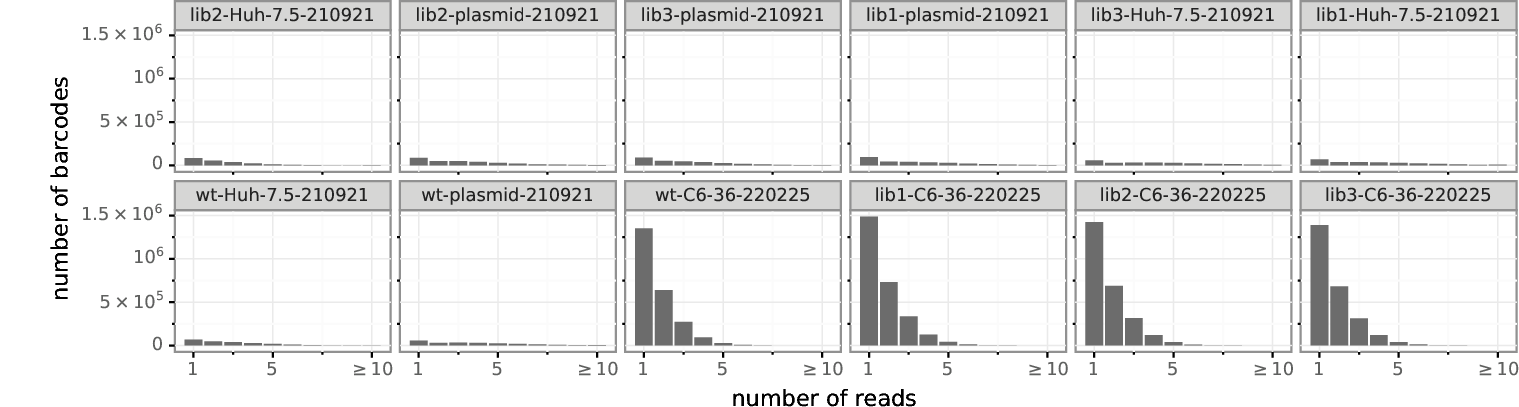 lib2-Huh-7.5-210921 lib2-plasmid-210921 lib3-plasmid-210921 lib1-plasmid-210921 lib3-Huh-7.5-210921 lib1-Huh-7.5-210921
1.5 × 10⁶
10⁶
5 × 10⁵
0
wt-Huh-7.5-210921 wt-plasmid-210921 wt-C6-36-220225 lib1-C6-36-220225 lib2-C6-36-220225 lib3-C6-36-220225
1.5 × 10⁶
10⁶
5 × 10⁵
0
number of barcodes
1 5 ≥ 10 1 5 ≥ 10 1 5 ≥ 10 1 5 ≥ 10 1 5 ≥ 10 1 5 ≥ 10
number of reads